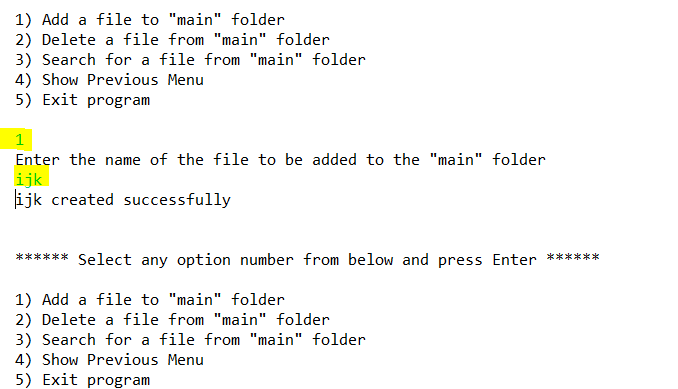 1) Add a file to "main" folder
2) Delete a file from "main" folder
3) Search for a file from "main" folder
4) Show Previous Menu
5) Exit program
1
Enter the name of the file to be added to the "main" folder
ijk
ijk created successfully
****** Select any option number from below and press Enter ******
1) Add a file to "main" folder
2) Delete a file from "main" folder
3) Search for a file from "main" folder
4) Show Previous Menu
5) Exit program